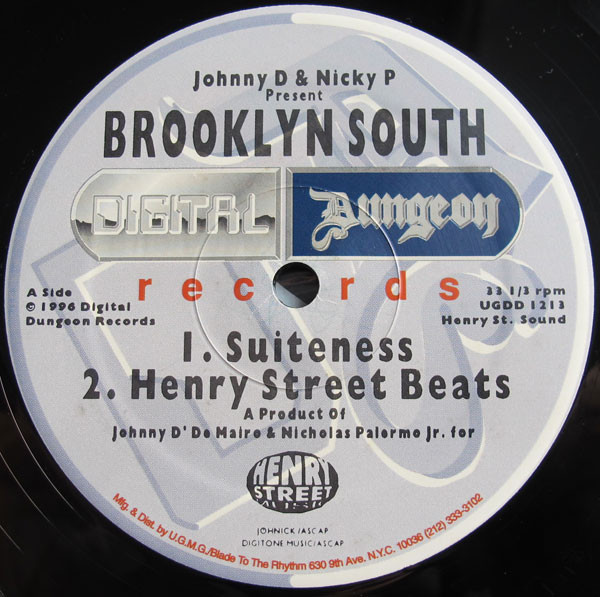 Johnny D & Nicky P
Present
BROOKLYN SOUTH
DIGITAL Dungeon
records
A Side
© 1996 Digital
Dungeon Records
33 1/3 rpm
UGDD 1213
Henry St. Sound
1. Suiteness
2. Henry Street Beats
A Product Of
Johnny D' De Mairo & Nicholas Palermo Jr. for
HENRY
STREET
MUSIC
JOHNICK / ASCAP
DIGITONE MUSIC/ASCAP
Mfg. & Dist. by U.G.M.G./Blade To The Rhythm 630 9th Ave. N.Y.C. 10036 (212) 333-3102